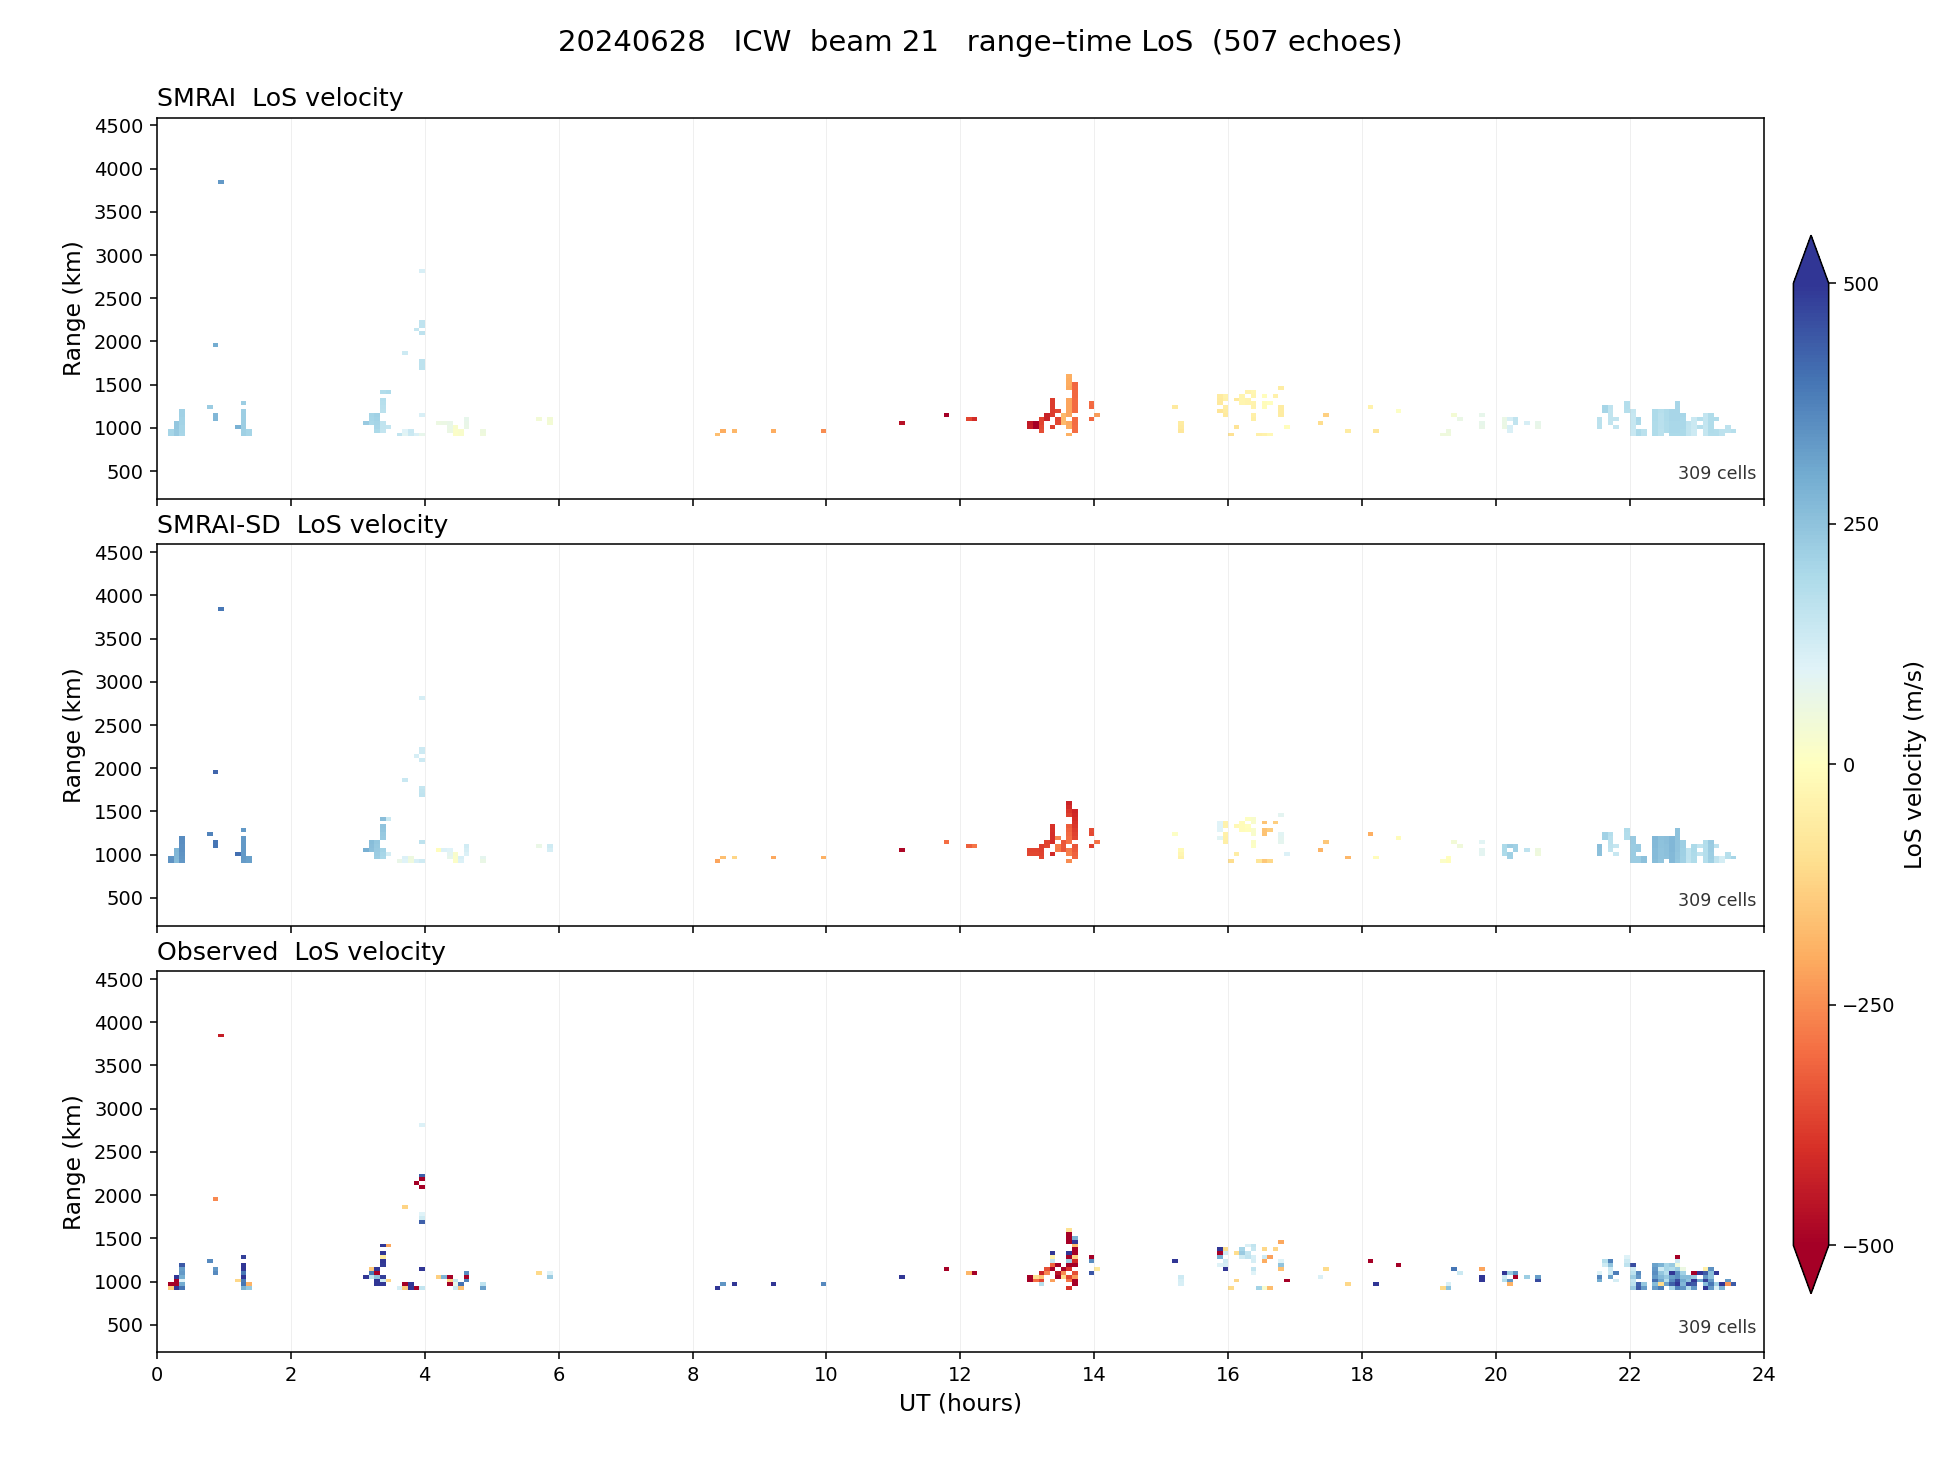 20240628   ICW  beam 21   range–time LoS  (507 echoes)
SMRAI  LoS velocity
4500
4000
3500
3000
2500
2000
1500
1000
500
Range (km)
309 cells
SMRAI-SD  LoS velocity
4500
4000
3500
3000
2500
2000
1500
1000
500
Range (km)
309 cells
Observed  LoS velocity
4500
4000
3500
3000
2500
2000
1500
1000
500
Range (km)
309 cells
0 2 4 6 8 10 12 14 16 18 20 22 24
UT (hours)
500
250
0
−250
−500
LoS velocity (m/s)